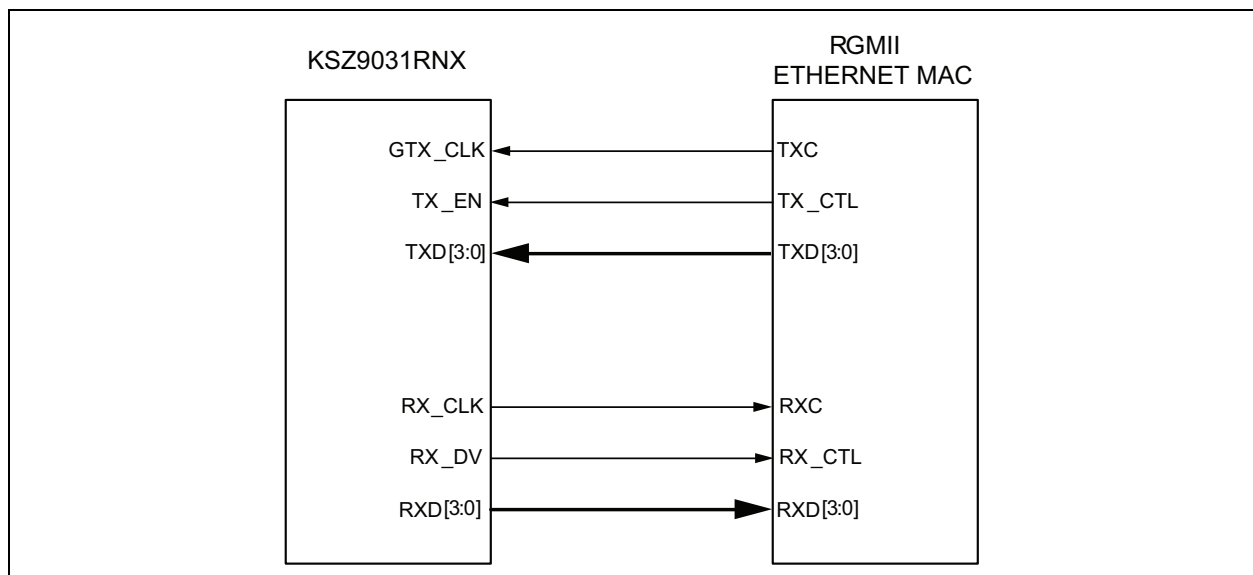 KSZ9031RNX
RGMII
ETHERNET MAC
GTX_CLK
TXC
TX_EN
TX_CTL
TXD[3:0]
TXD[3:0]
RX_CLK
RXC
RX_DV
RX_CTL
RXD[3:0]
RXD[3:0]